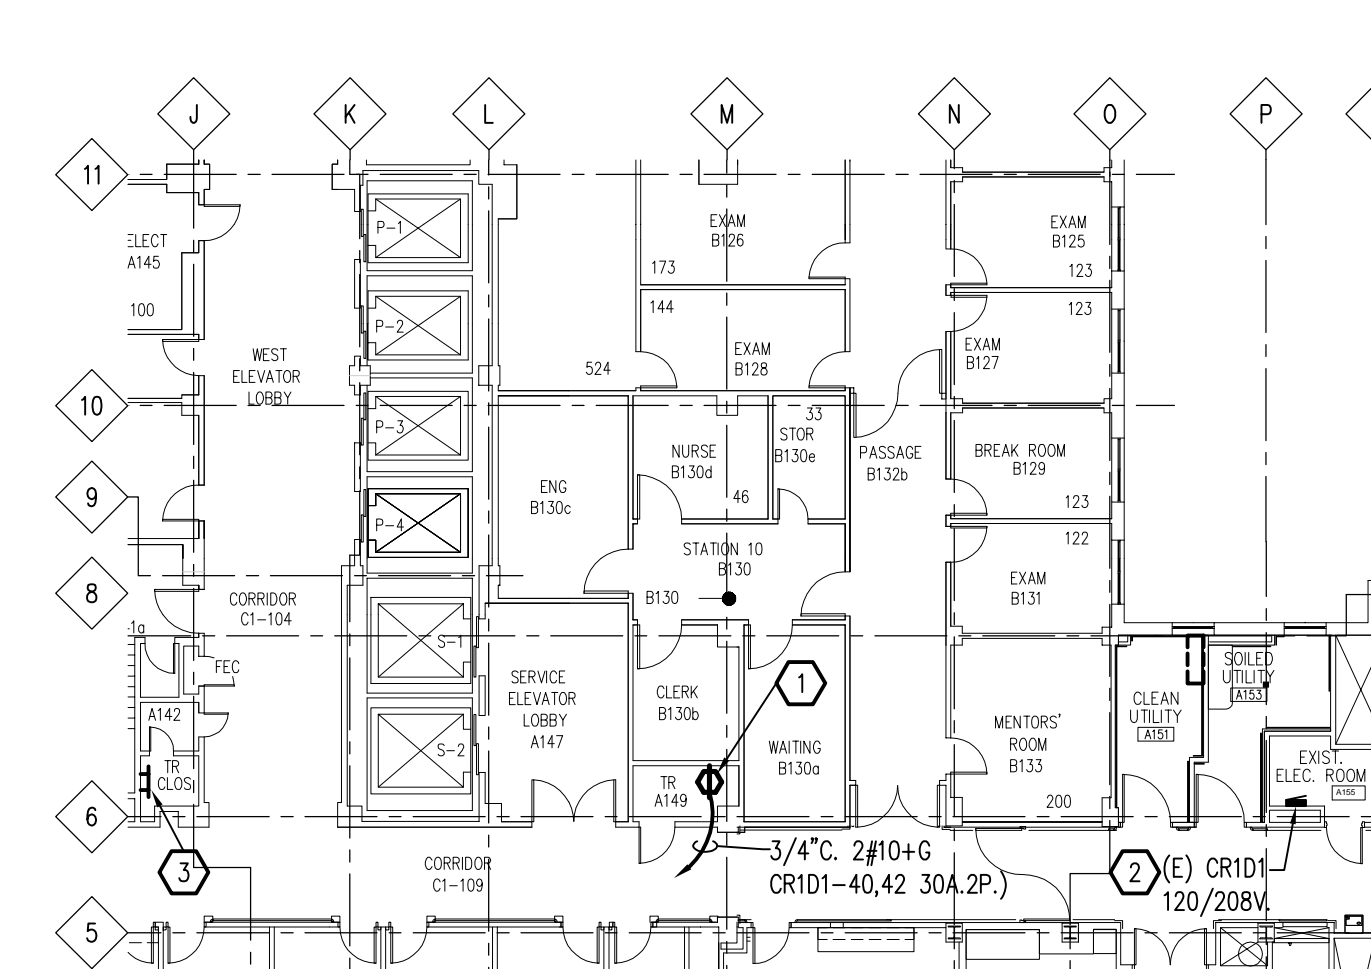 J
K
L
M
N
O
P
11
10
9
8
6
5
ELECT
A145
100
WEST
ELEVATOR
LOBBY
P-1
P-2
P-3
P-4
S-1
S-2
EXAM
B126
173
144
EXAM
B128
524
EXAM
B125
123
123
EXAM
B127
33
STOR
B130e
NURSE
B130d
46
ENG
B130c
PASSAGE
B132b
BREAK ROOM
B129
123
122
EXAM
B131
STATION 10
B130
B130
CORRIDOR
C1-104
-1a
FEC
A142
TR
CLOS
SERVICE
ELEVATOR
LOBBY
A147
CLERK
B130b
1
WAITING
B130a
TR
A149
MENTORS'
ROOM
B133
200
CLEAN
UTILITY
A151
SOILED
UTILITY
A153
EXIST.
ELEC. ROOM
A155
3
CORRIDOR
C1-109
3/4"C. 2#10+G
CR1D1-40,42 30A.2P.)
2
(E) CR1D1
120/208V.